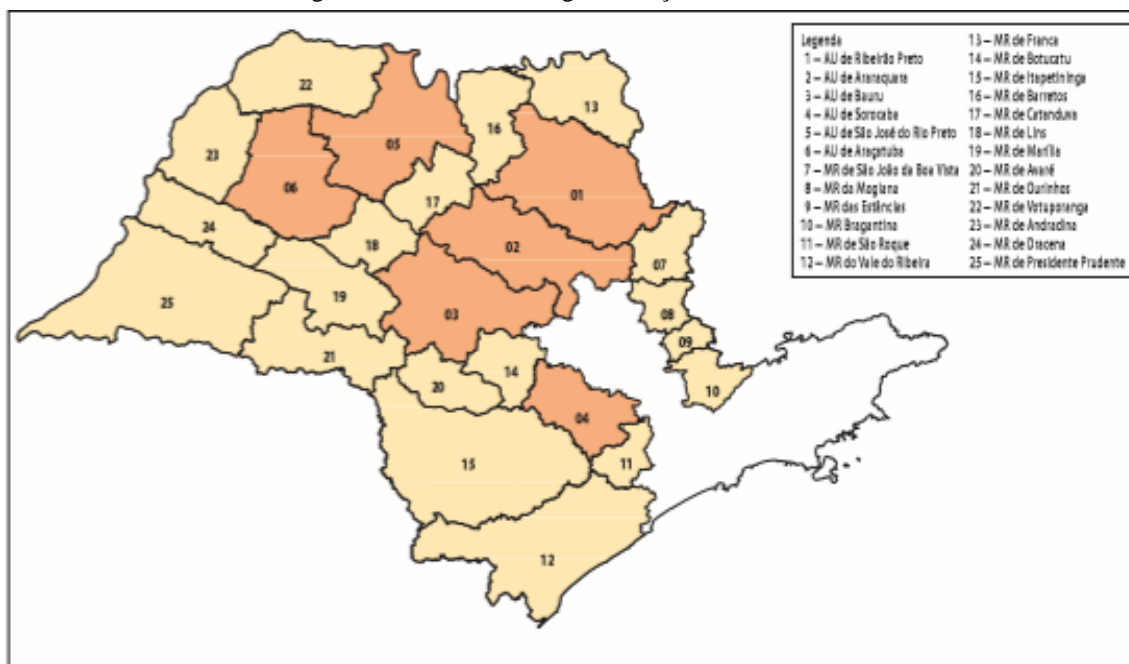 Legenda
1 – AU de Ribeirão Preto
2 – AU de Araraquara
3 – AU de Bauru
4 – AU de Sorocaba
5 – AU de São José do Rio Preto
6 – AU de Araçatuba
7 – MR de São João da Boa Vista
8 – MR da Mogiana
9 – MR das Estâncias
10 – MR Bragantina
11 – MR de São Roque
12 – MR do Vale do Ribeira
13 – MR de Franca
14 – MR de Botucatu
15 – MR de Itapetininga
16 – MR de Barretos
17 – MR de Catanduva
18 – MR de Lins
19 – MR de Marília
20 – MR de Avaré
21 – MR de Ourinhos
22 – MR de Votuporanga
23 – MR de Andradina
24 – MR de Dracena
25 – MR de Presidente Prudente
22
13
16
05
23
06
01
17
24
18
02
07
25
19
03
08
09
21
14
20
10
04
15
11
12